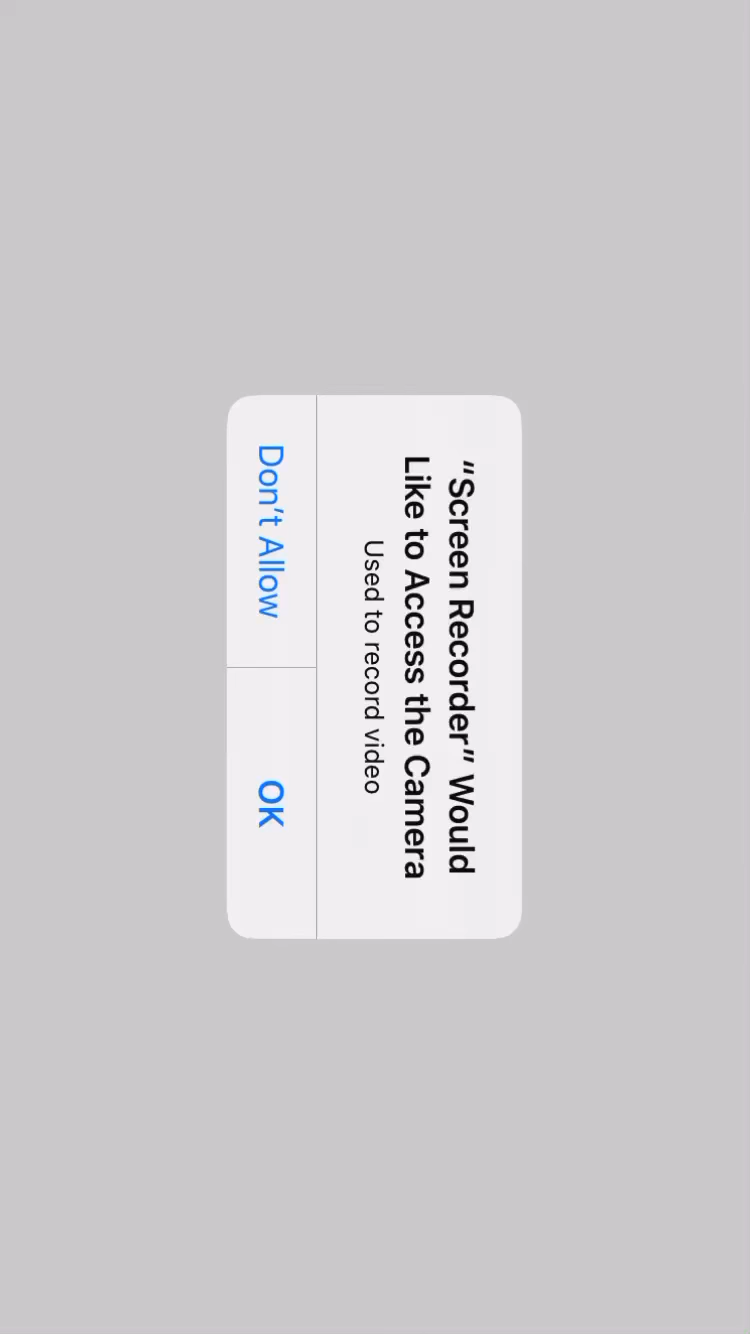 “Screen Recorder” Would
Like to Access the Camera
Used to record video
Don’t Allow
OK